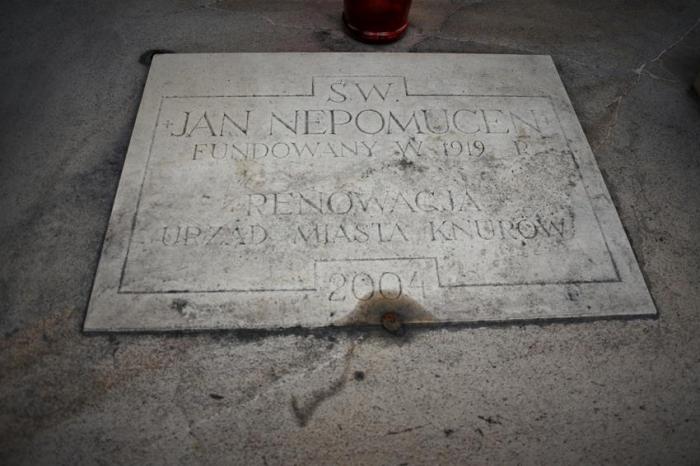 ŚW.
+JAN NEPOMUCEN+
FUNDOWANY W 1919 R.
RENOWACJA
URZĄD MIASTA KNURÓW
2004